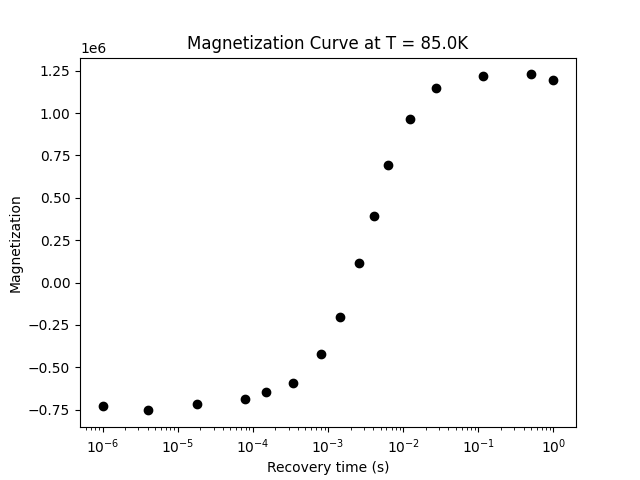 Magnetization Curve at T = 85.0K
1e6
1.25
1.00
0.75
0.50
0.25
0.00
−0.25
−0.50
−0.75
Magnetization
10⁻⁶ 10⁻⁵ 10⁻⁴ 10⁻³ 10⁻² 10⁻¹ 10⁰
Recovery time (s)